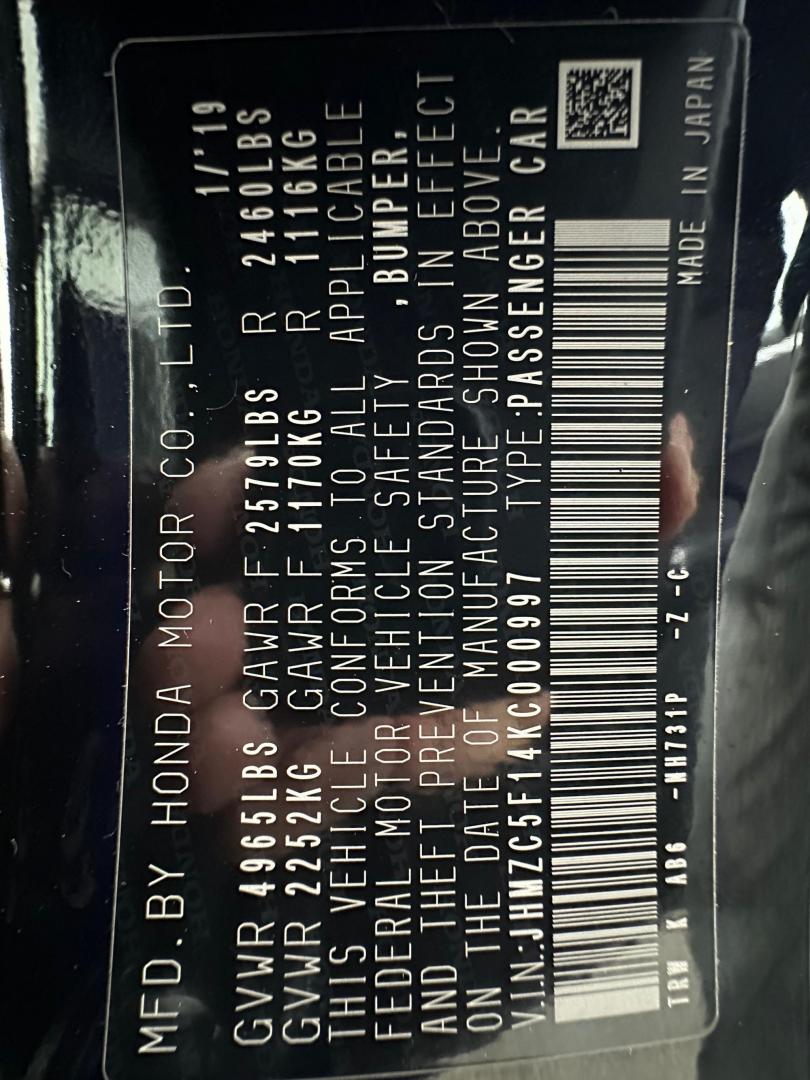 MFD.BY HONDA MOTOR CO.,LTD. 1/'19
GVWR 4965LBS GAWR F 2579LBS R 2460LBS
GVWR 2252KG GAWR F 1170KG R 1116KG
THIS VEHICLE CONFORMS TO ALL APPLICABLE
FEDERAL MOTOR VEHICLE SAFETY ,BUMPER,
AND THEFT PREVENTION STANDARDS IN EFFECT
ON THE DATE OF MANUFACTURE SHOWN ABOVE.
V.I.N.:JHMZC5F14KC000997 TYPE:PASSENGER CAR
TRW K AB6 -NH731P -Z -C
MADE IN JAPAN